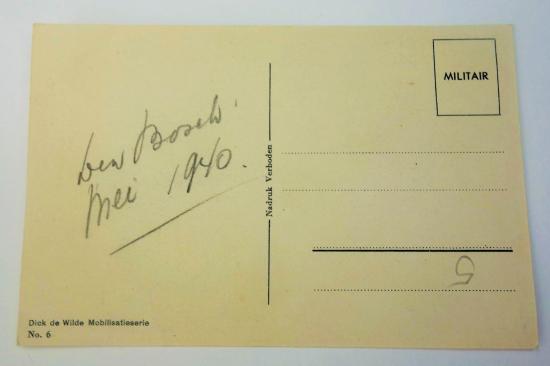 Den Bosch.
Mei 1940.
MILITAIR
Nadruk Verboden
5
Dick de Wilde Mobilisatieserie
No. 6